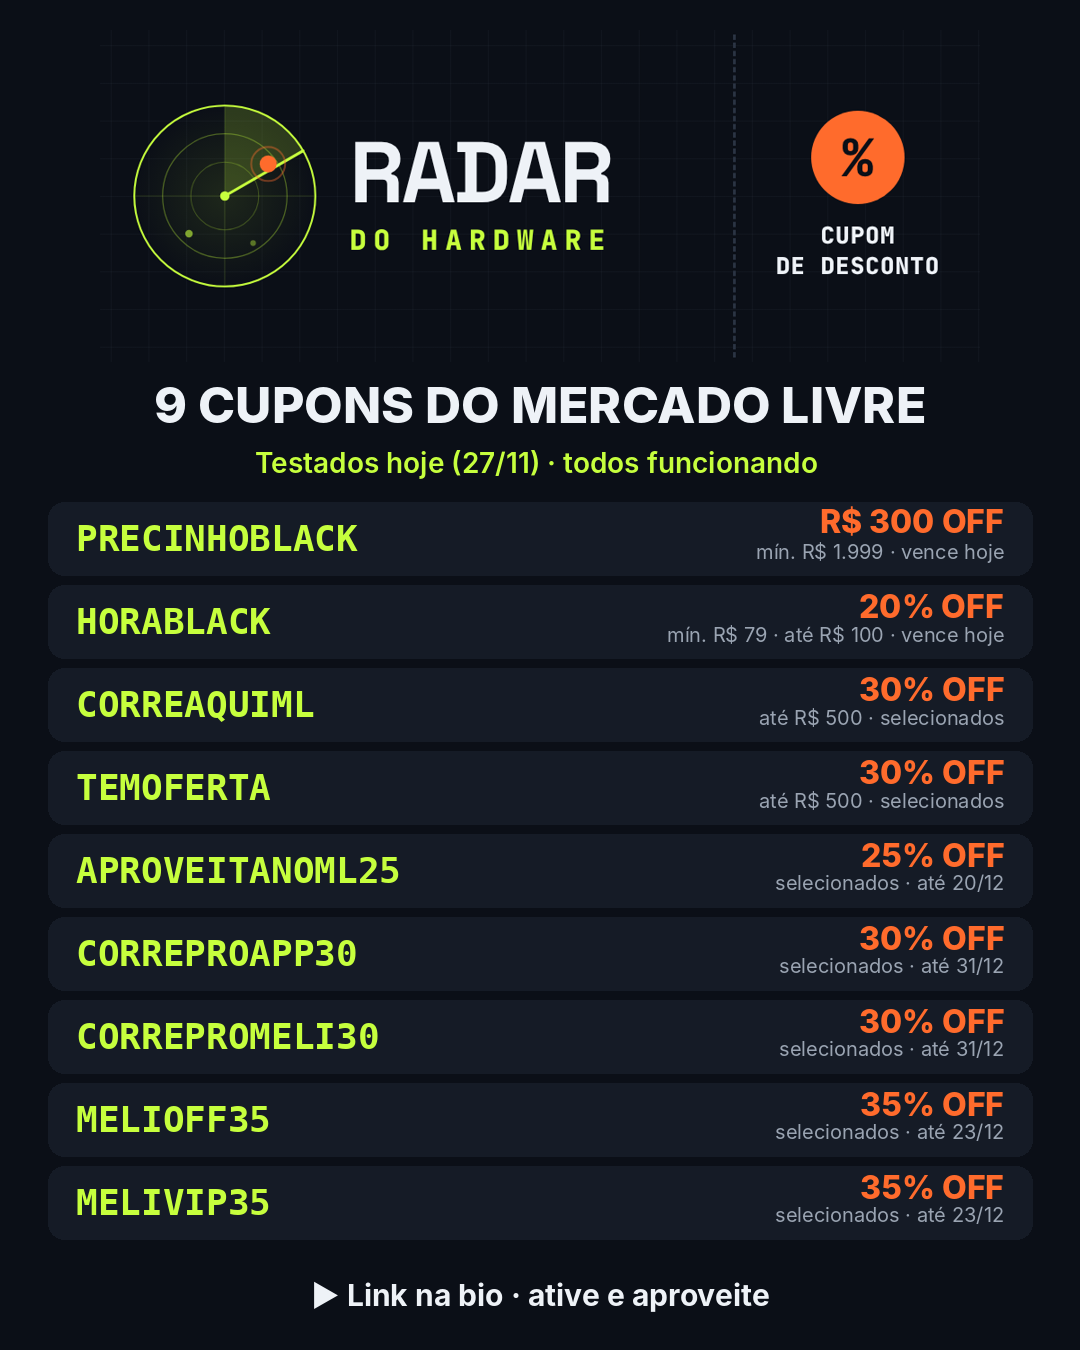 RADAR
DO HARDWARE
%
CUPOM
DE DESCONTO
9 CUPONS DO MERCADO LIVRE
Testados hoje (27/11) · todos funcionando
PRECINHOBLACK
R$ 300 OFF
mín. R$ 1.999 · vence hoje
HORABLACK
20% OFF
mín. R$ 79 · até R$ 100 · vence hoje
CORREAQUIML
30% OFF
até R$ 500 · selecionados
TEMOFERTA
30% OFF
até R$ 500 · selecionados
APROVEITANOML25
25% OFF
selecionados · até 20/12
CORREPROAPP30
30% OFF
selecionados · até 31/12
CORREPROMELI30
30% OFF
selecionados · até 31/12
MELIOFF35
35% OFF
selecionados · até 23/12
MELIVIP35
35% OFF
selecionados · até 23/12
▶ Link na bio · ative e aproveite